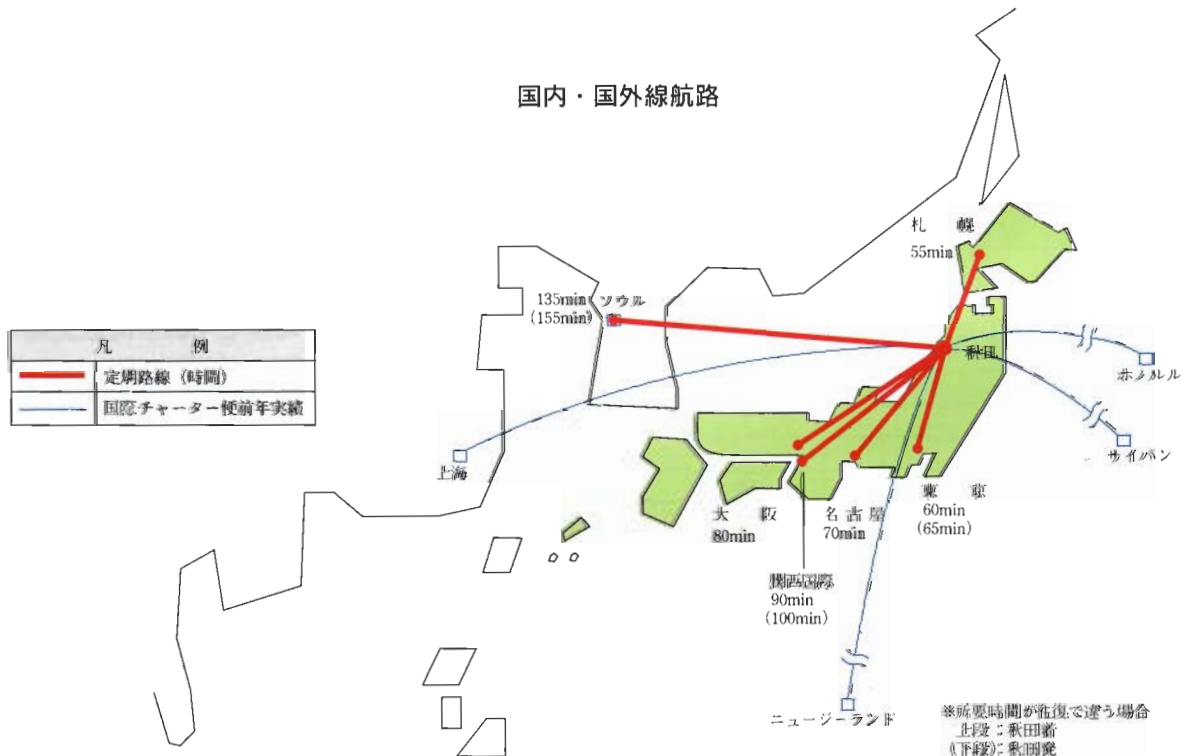 国内・国外線航路
札幌
55min
135min ソウル
(155min)
凡例
定期路線（時間）
国際チャーター便前年実績
秋田
ホノルル
サイパン
上海
大阪
80min
名古屋
70min
東京
60min
(65min)
関西国際
90min
(100min)
ニュージーランド
※所要時間が往復で違う場合
上段：秋田着
(下段)：秋田発